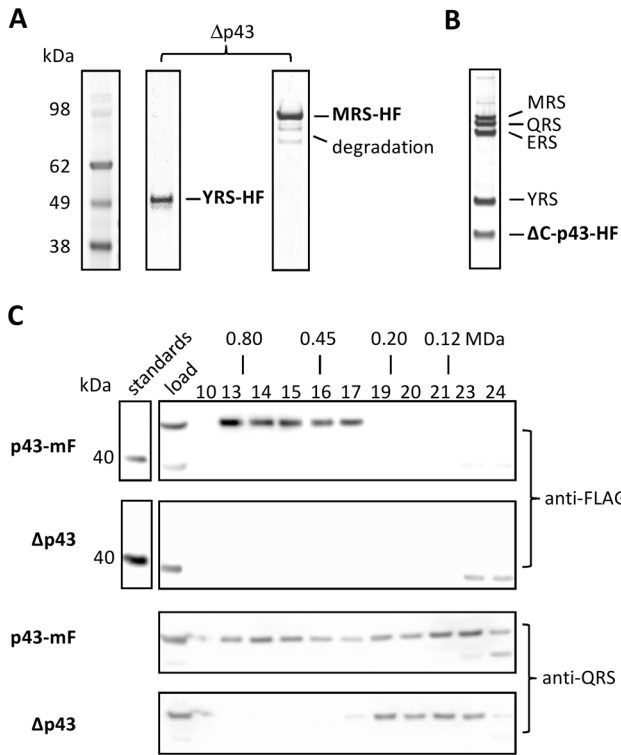 A
Δp43
B
kDa
98
62
49
38
YRS-HF
MRS-HF
degradation
MRS
QRS
ERS
YRS
ΔC-p43-HF
C
0.80 0.45 0.20 0.12 MDa
kDa standards load 10 13 14 15 16 17 19 20 21 23 24
p43-mF
40
Δp43
40
anti-FLAG
p43-mF
Δp43
anti-QRS